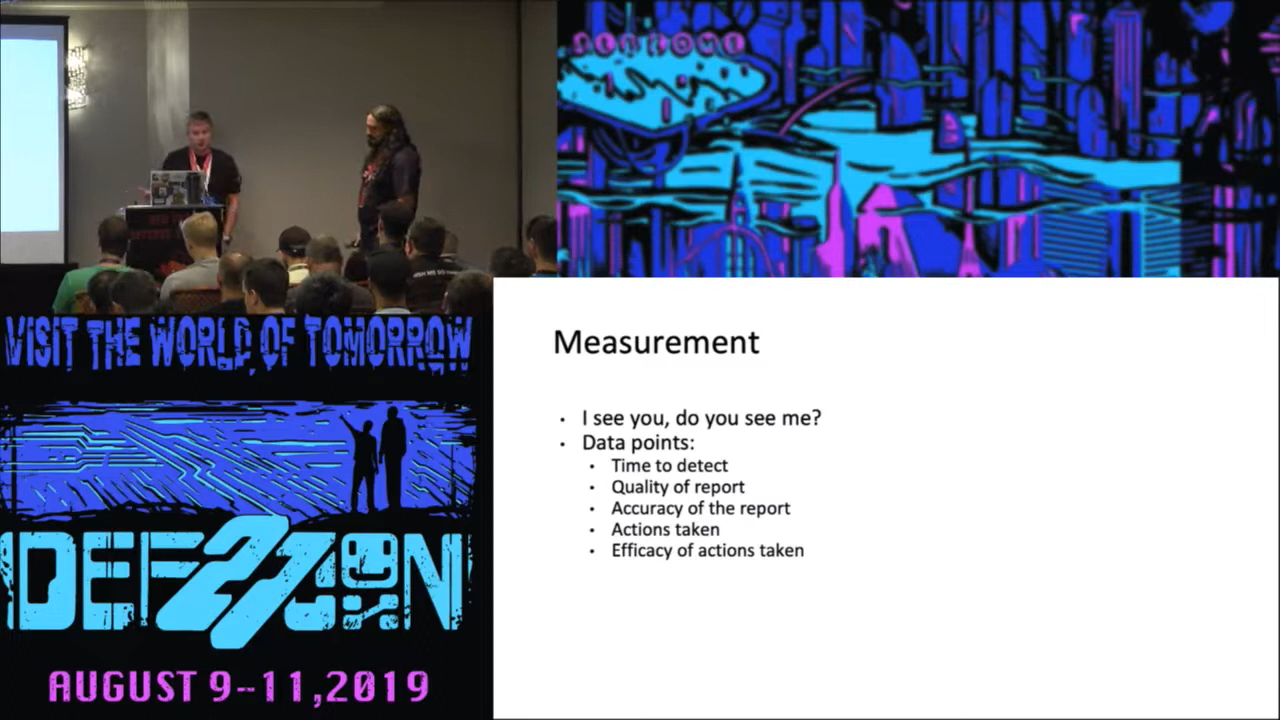 VISIT THE WORLD OF TOMORROW
DEF 27 CON
AUGUST 9--11,2019
Measurement
• I see you, do you see me?
• Data points:
• Time to detect
• Quality of report
• Accuracy of the report
• Actions taken
• Efficacy of actions taken